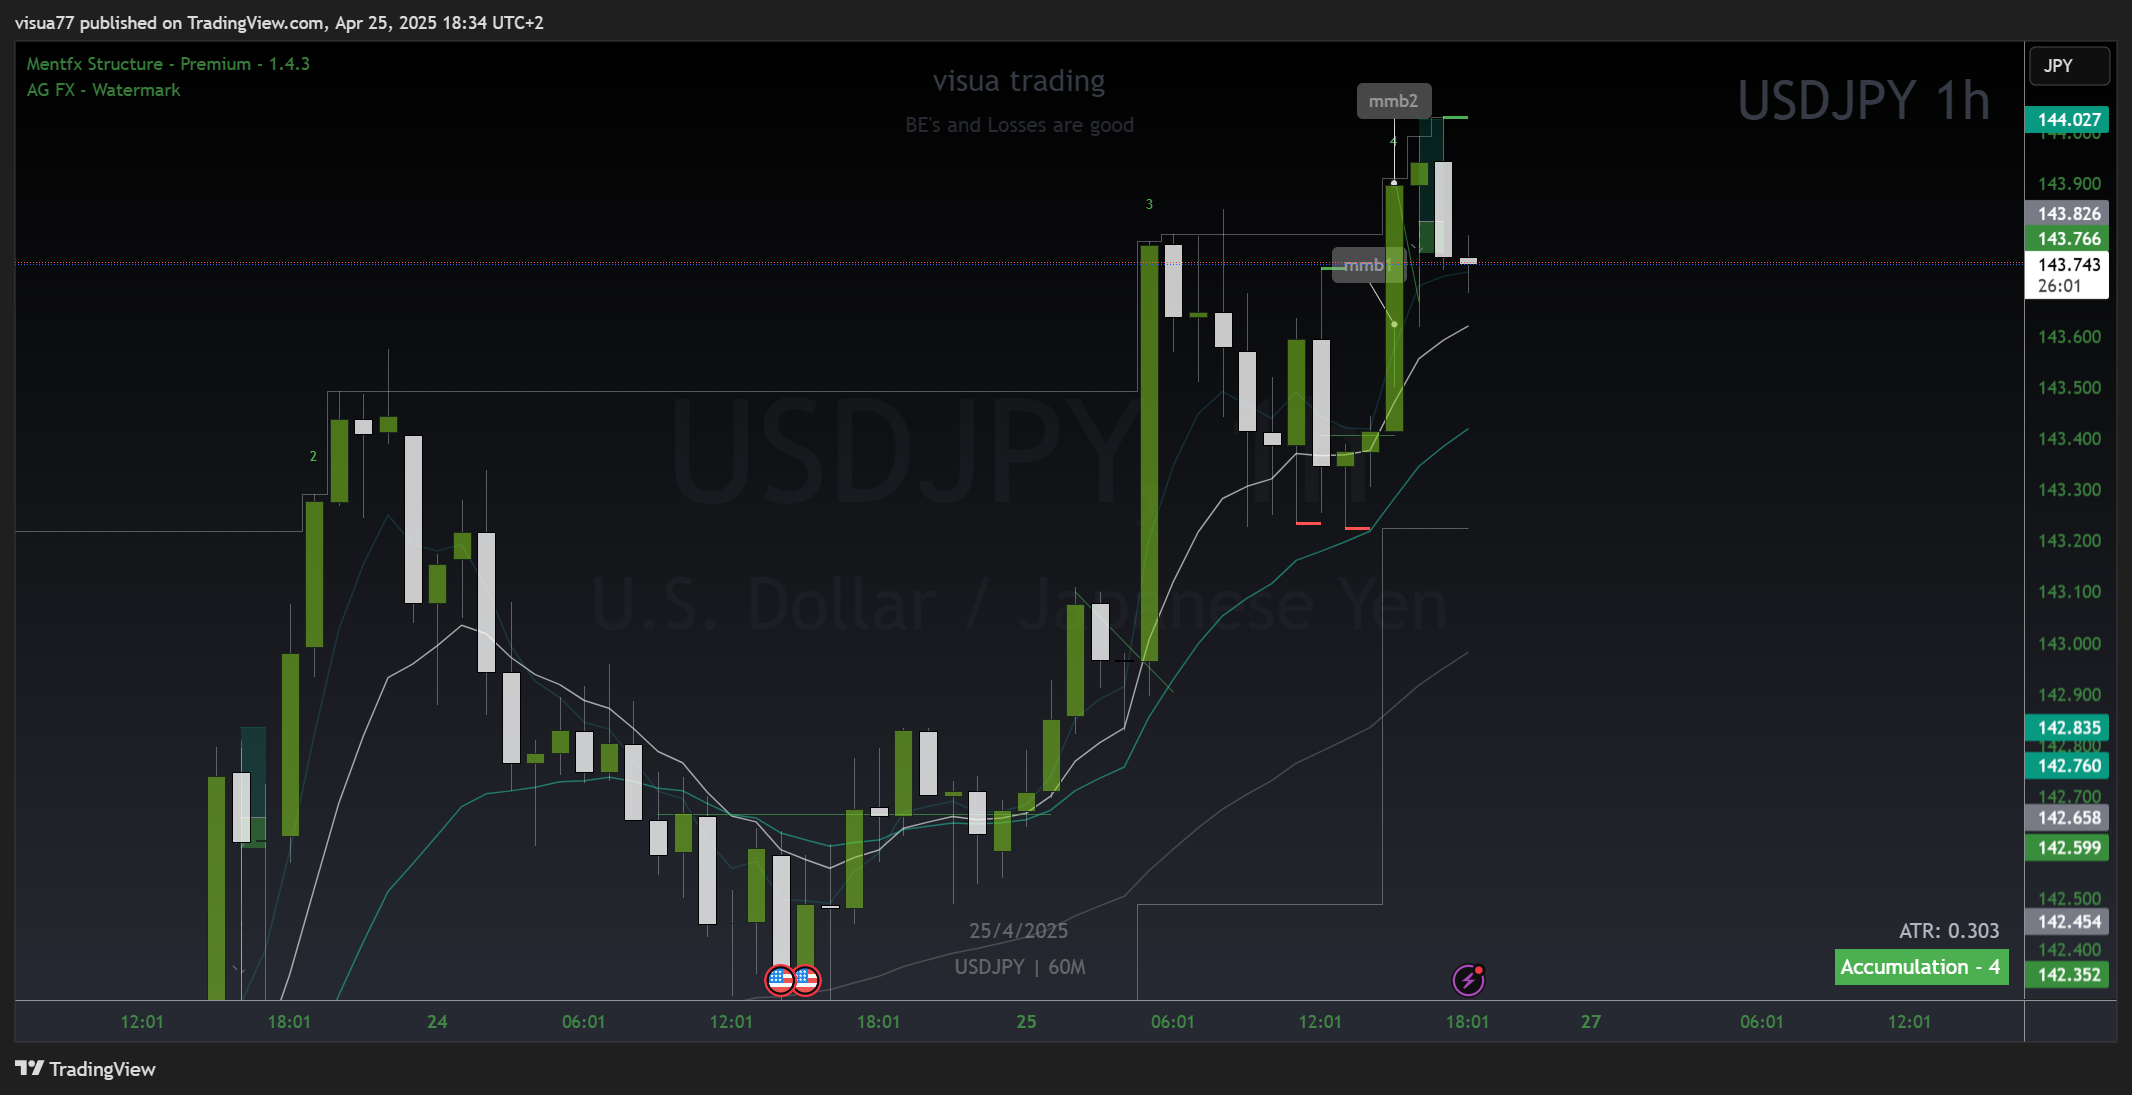 visua77 published on TradingView.com, Apr 25, 2025 18:34 UTC+2
Mentfx Structure - Premium - 1.4.3
AG FX - Watermark
visua trading
BE's and Losses are good
USDJPY 1h
JPY
mmb2
4
3
mmb1
2
USDJPY, 1h
U.S. Dollar / Japanese Yen
144.027
144.000
143.900
143.826
143.766
143.743
26:01
143.600
143.500
143.400
143.300
143.200
143.100
143.000
142.900
142.835
142.800
142.760
142.700
142.658
142.599
142.500
142.454
142.400
142.352
25/4/2025
USDJPY | 60M
ATR: 0.303
Accumulation - 4
12:01 18:01 24 06:01 12:01 18:01 25 06:01 12:01 18:01 27 06:01 12:01
TradingView